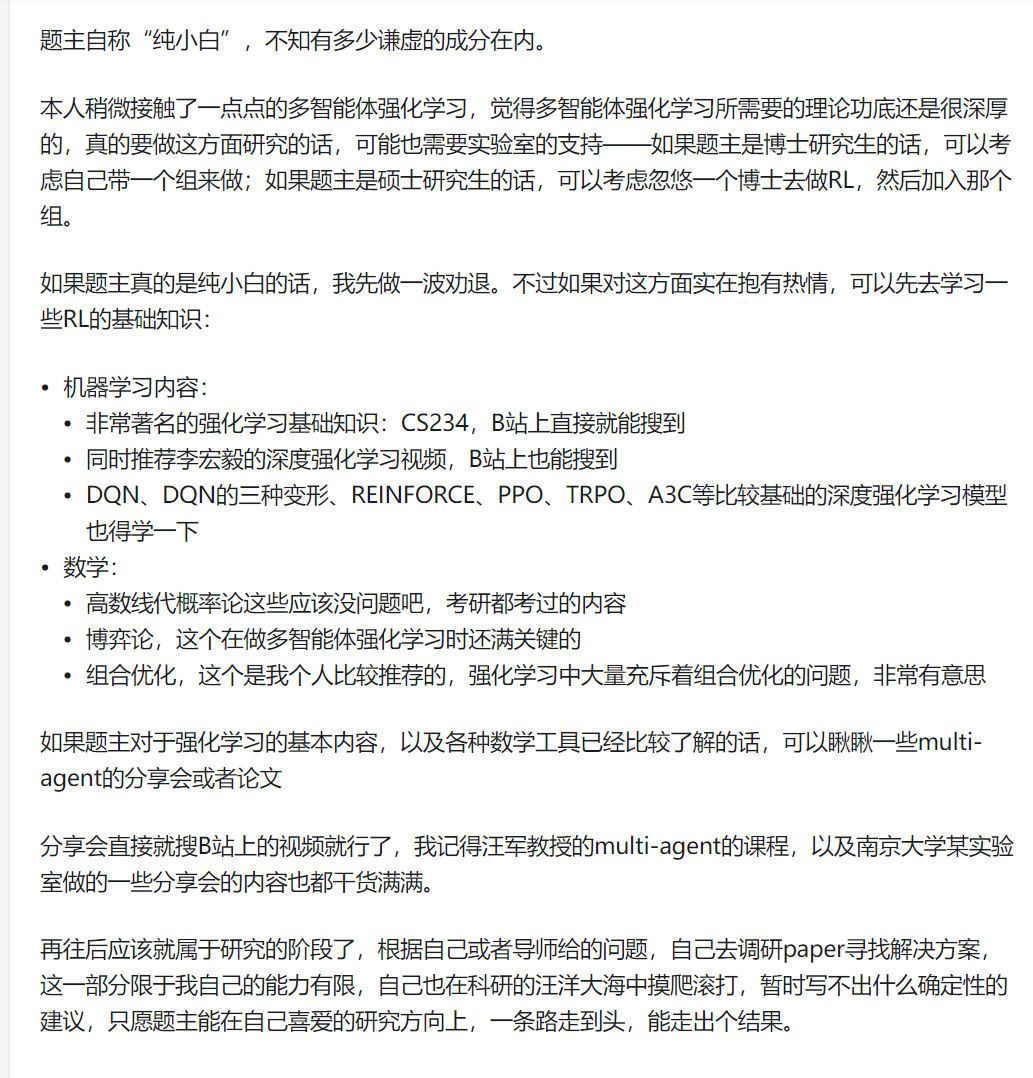 题主自称“纯小白”，不知有多少谦虚的成分在内。
本人稍微接触了一点点的多智能体强化学习，觉得多智能体强化学习所需要的理论功底还是很深厚
的，真的要做这方面研究的话，可能也需要实验室的支持——如果题主是博士研究生的话，可以考
虑自己带一个组来做；如果题主是硕士研究生的话，可以考虑忽悠一个博士去做RL，然后加入那个
组。
如果题主真的是纯小白的话，我先做一波劝退。不过如果对这方面实在抱有热情，可以先去学习一
些RL的基础知识：
• 机器学习内容：
• 非常著名的强化学习基础知识：CS234，B站上直接就能搜到
• 同时推荐李宏毅的深度强化学习视频，B站上也能搜到
• DQN、DQN的三种变形、REINFORCE、PPO、TRPO、A3C等比较基础的深度强化学习模型
也得学一下
• 数学：
• 高数线代概率论这些应该没问题吧，考研都考过的内容
• 博弈论，这个在做多智能体强化学习时还满关键的
• 组合优化，这个是我个人比较推荐的，强化学习中大量充斥着组合优化的问题，非常有意思
如果题主对于强化学习的基本内容，以及各种数学工具已经比较了解的话，可以瞅瞅一些multi-
agent的分享会或者论文
分享会直接就搜B站上的视频就行了，我记得汪军教授的multi-agent的课程，以及南京大学某实验
室做的一些分享会的内容也都干货满满。
再往后应该就属于研究的阶段了，根据自己或者导师给的问题，自己去调研paper寻找解决方案，
这一部分限于我自己的能力有限，自己也在科研的汪洋大海中摸爬滚打，暂时写不出什么确定性的
建议，只愿题主能在自己喜爱的研究方向上，一条路走到头，能走出个结果。